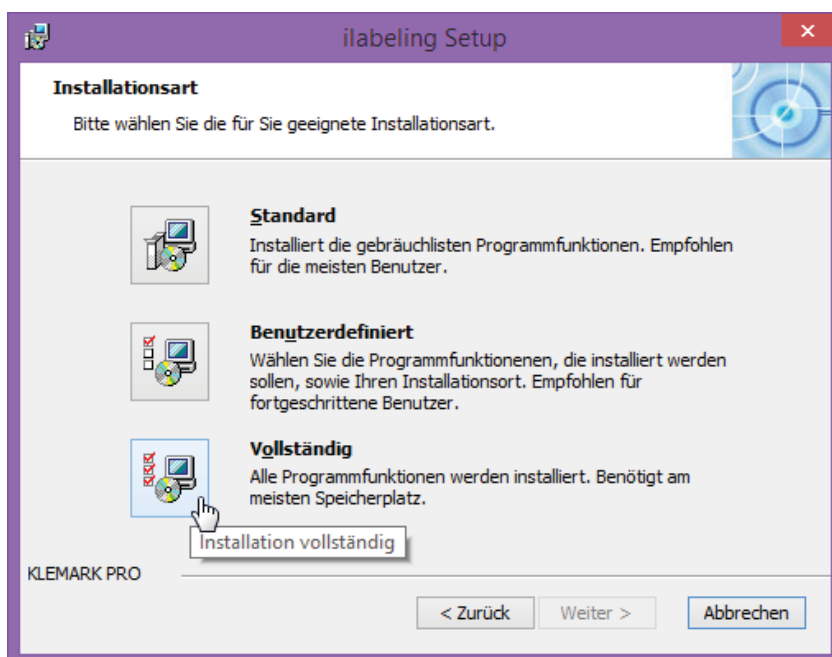 ilabeling Setup
Installationsart
Bitte wählen Sie die für Sie geeignete Installationsart.
Standard
Installiert die gebräuchlisten Programmfunktionen. Empfohlen
für die meisten Benutzer.
Benutzerdefiniert
Wählen Sie die Programmfunktionenen, die installiert werden
sollen, sowie Ihren Installationsort. Empfohlen für
fortgeschrittene Benutzer.
Vollständig
Alle Programmfunktionen werden installiert. Benötigt am
meisten Speicherplatz.
Installation vollständig
KLEMARK PRO
< Zurück
Weiter >
Abbrechen